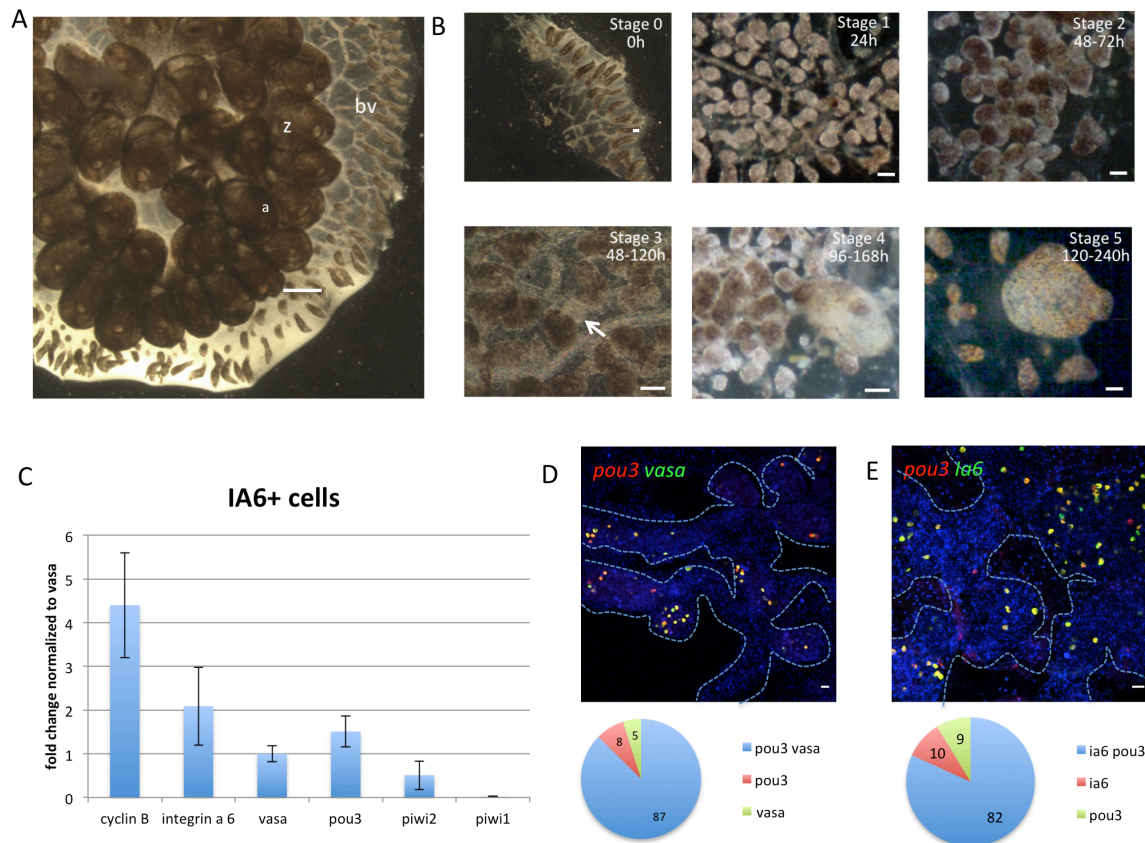 A
z
bv
a
B
Stage 0
0h
Stage 1
24h
Stage 2
48-72h
Stage 3
48-120h
Stage 4
96-168h
Stage 5
120-240h
C
IA6+ cells
fold change normalized to vasa
6
5
4
3
2
1
0
cyclin B
integrin a 6
vasa
pou3
piwi2
piwi1
D
pou3 vasa
8
5
87
pou3 vasa
pou3
vasa
E
pou3 Ia6
10
9
82
ia6 pou3
ia6
pou3